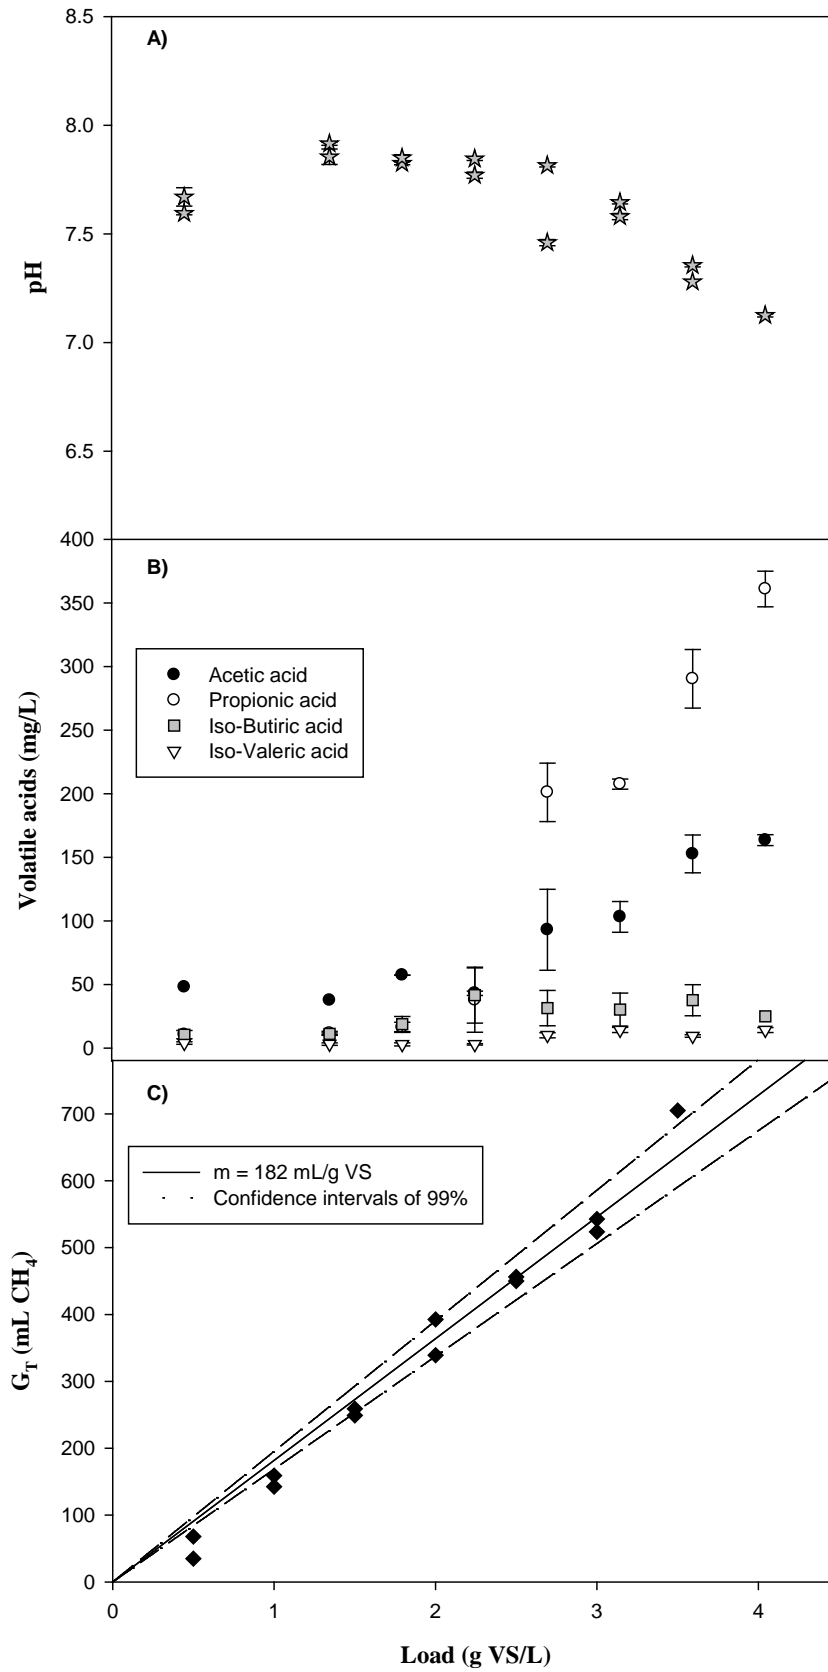 A)
8.5
8.0
7.5
7.0
6.5
pH
B)
400
350
300
250
200
150
100
50
0
Volatile acids (mg/L)
Acetic acid
Propionic acid
Iso-Butiric acid
Iso-Valeric acid
C)
700
600
500
400
300
200
100
0
G_T (mL CH₄)
m = 182 mL/g VS
Confidence intervals of 99%
0 1 2 3 4
Load (g VS/L)